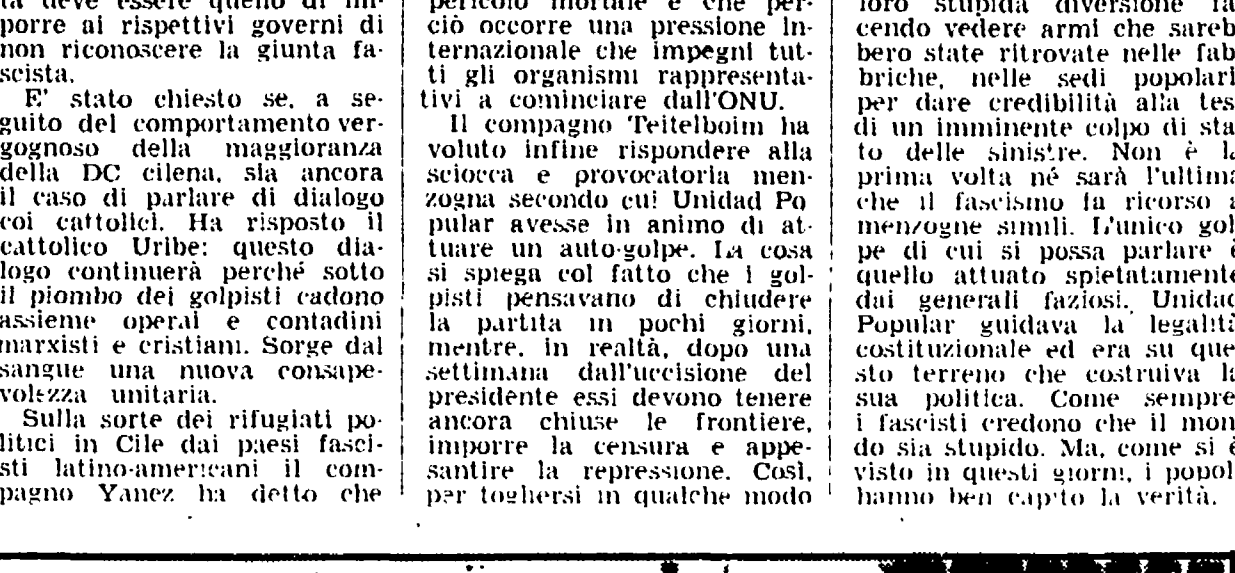 ta deve essere quello di im-
porre ai rispettivi governi di
non riconoscere la giunta fa-
scista.
E' stato chiesto se, a se-
guito del comportamento ver-
gognoso della maggioranza
della DC cilena, sia ancora
il caso di parlare di dialogo
coi cattolici. Ha risposto il
cattolico Uribe: questo dia-
logo continuerà perché sotto
il piombo dei golpisti cadono
assieme operai e contadini
marxisti e cristiani. Sorge dal
sangue una nuova consape-
volezza unitaria.
Sulla sorte dei rifugiati po-
litici in Cile dai paesi fasci-
sti latino-americani il com-
pagno Yanez ha detto che
pericolo mortale e che per-
ciò occorre una pressione in-
ternazionale che impegni tut-
ti gli organismi rappresenta-
tivi a cominciare dall'ONU.
Il compagno Teitelboim ha
voluto infine rispondere alla
sciocca e provocatoria men-
zogna secondo cui Unidad Po
pular avesse in animo di at-
tuare un auto-golpe. La cosa
si spiega col fatto che i gol-
pisti pensavano di chiudere
la partita in pochi giorni,
mentre, in realtà, dopo una
settimana dall'uccisione del
presidente essi devono tenere
ancora chiuse le frontiere,
imporre la censura e appe-
santire la repressione. Così,
per togliersi in qualche modo
loro stupida diversione fa
cendo vedere armi che sareb
bero state ritrovate nelle fab
briche, nelle sedi popolari
per dare credibilità alla tes
di un imminente colpo di sta
to delle sinistre. Non è la
prima volta né sarà l'ultima
che il fascismo fa ricorso a
menzogne simili. L'unico gol
pe di cui si possa parlare è
quello attuato spietatamente
dai generali faziosi. Unidad
Popular guidava la legalità
costituzionale ed era su que
sto terreno che costruiva la
sua politica. Come sempre
i fascisti credono che il mon
do sia stupido. Ma, come si è
visto in questi giorni, i popol
hanno ben capito la verità.